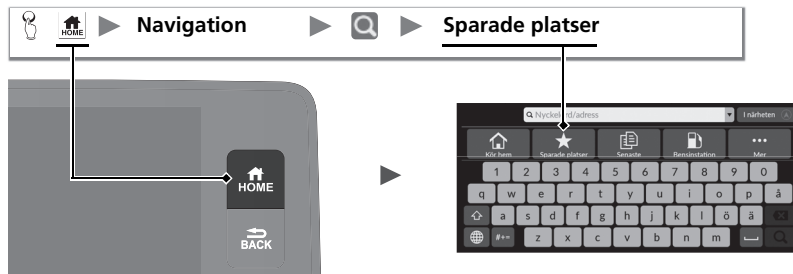 HOME Navigation Sparade platser
Nyckelord/adress I närheten
Kör hem Sparade platser Senaste Bensinstation Mer
1 2 3 4 5 6 7 8 9 0
q w e r t y u i o p å
a s d f g h j k l ö ä
#+= z x c v b n m
HOME
BACK